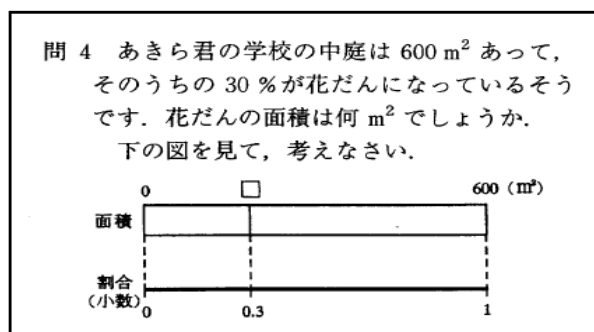 問 4 あきら君の学校の中庭は 600 m² あって，
そのうちの 30 %が花だんになっているそう
です．花だんの面積は何 m² でしょうか．
下の図を見て，考えなさい．
0 □ 600 (m²)
面積
割合
(小数)
0 0.3 1